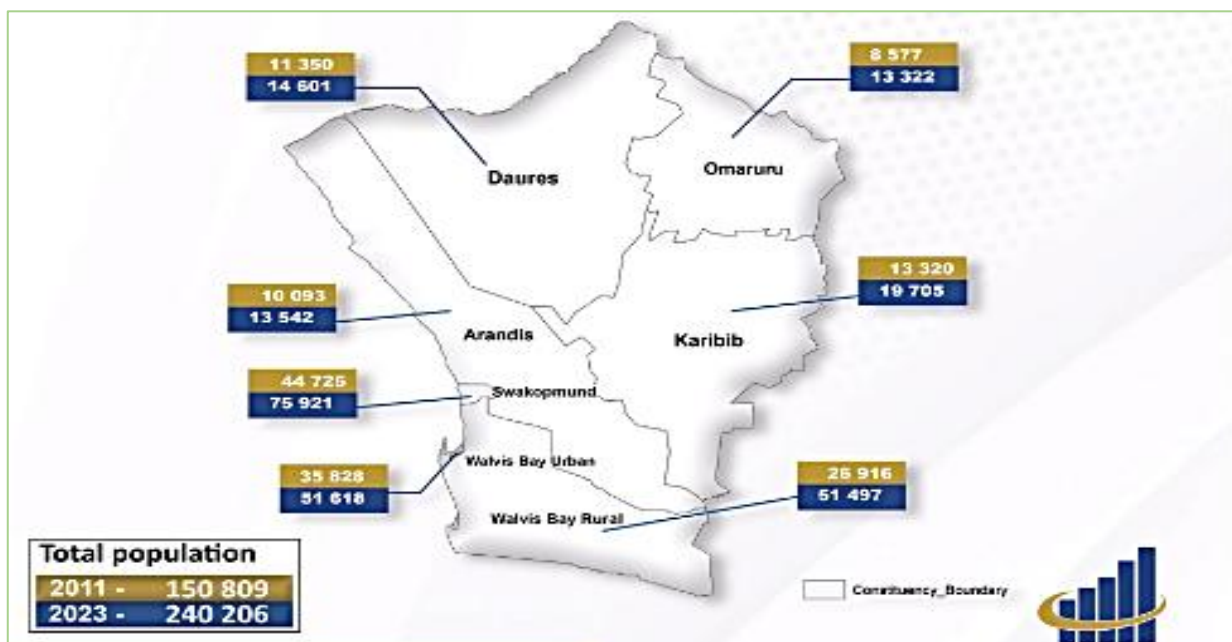 11 350
14 601
8 577
13 322
Daures
Omaruru
13 320
19 705
10 093
13 542
Arandis
Karibib
44 725
75 921
Swakopmund
Walvis Bay Urban
35 828
51 618
26 916
51 497
Walvis Bay Rural
Total population
2011 - 150 809
2023 - 240 206
Constituency_Boundary